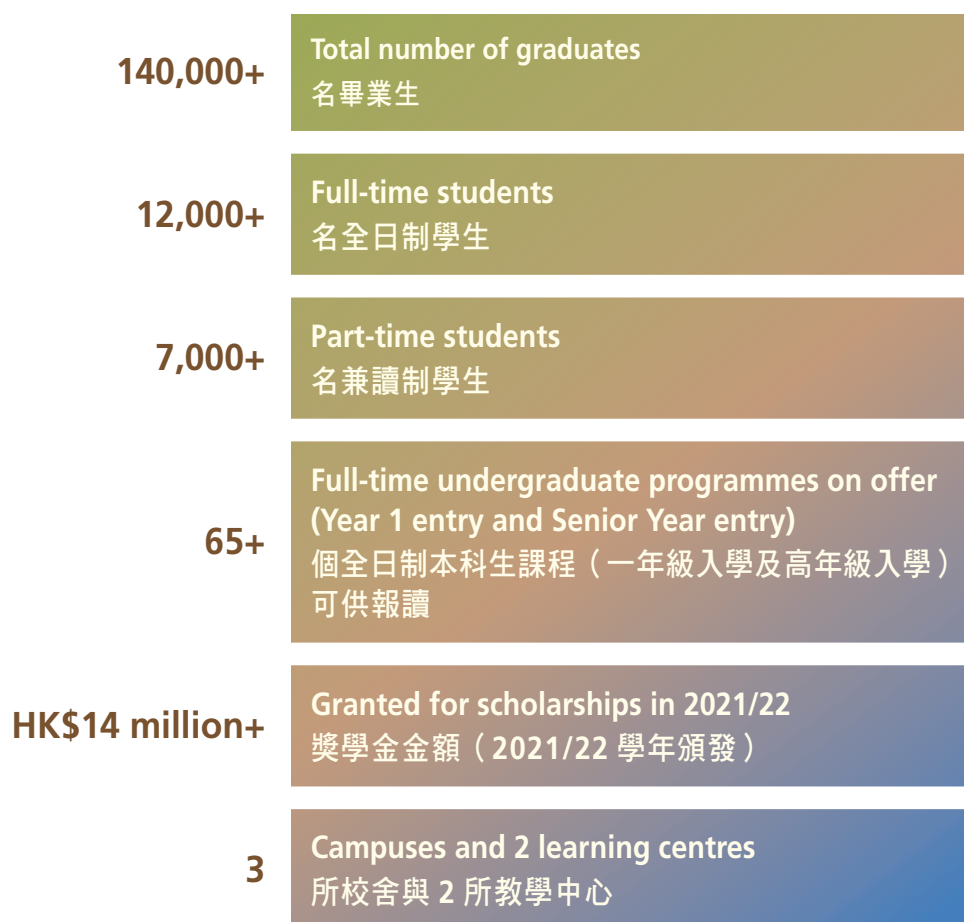 140,000+
Total number of graduates
名畢業生
12,000+
Full-time students
名全日制學生
7,000+
Part-time students
名兼讀制學生
65+
Full-time undergraduate programmes on offer
(Year 1 entry and Senior Year entry)
個全日制本科生課程（一年級入學及高年級入學）
可供報讀
HK$14 million+
Granted for scholarships in 2021/22
獎學金金額（2021/22 學年頒發）
3
Campuses and 2 learning centres
所校舍與 2 所教學中心